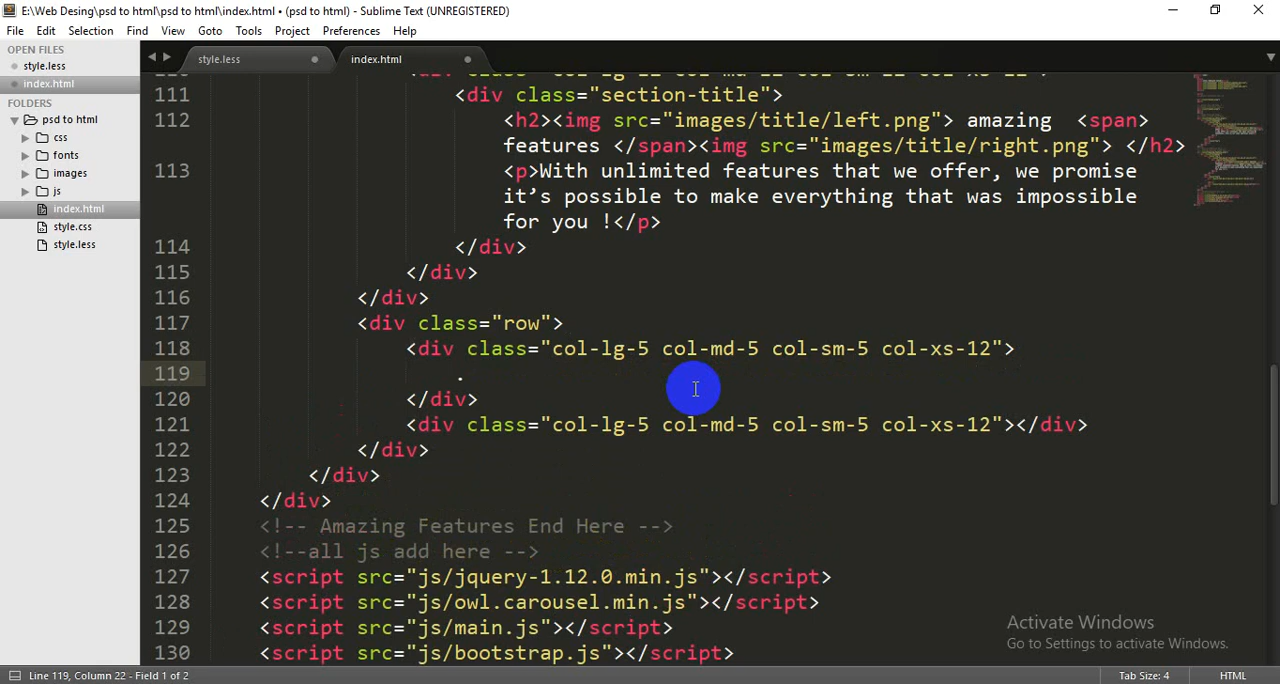 E:\Web Desing\psd to html\psd to html\index.html • (psd to html) - Sublime Text (UNREGISTERED)
File Edit Selection Find View Goto Tools Project Preferences Help
OPEN FILES
style.less
index.html
FOLDERS
psd to html
css
fonts
images
js
index.html
style.css
style.less
style.less index.html
111 <div class="section-title">
112 <h2><img src="images/title/left.png"> amazing <span>
features </span><img src="images/title/right.png"> </h2>
113 <p>With unlimited features that we offer, we promise
it’s possible to make everything that was impossible
for you !</p>
114 </div>
115 </div>
116 </div>
117 <div class="row">
118 <div class="col-lg-5 col-md-5 col-sm-5 col-xs-12">
119 .
120 </div>
121 <div class="col-lg-5 col-md-5 col-sm-5 col-xs-12"></div>
122 </div>
123 </div>
124 </div>
125 <!-- Amazing Features End Here -->
126 <!--all js add here -->
127 <script src="js/jquery-1.12.0.min.js"></script>
128 <script src="js/owl.carousel.min.js"></script>
129 <script src="js/main.js"></script>
130 <script src="js/bootstrap.js"></script>
Activate Windows
Go to Settings to activate Windows.
Line 119, Column 22 - Field 1 of 2
Tab Size: 4
HTML